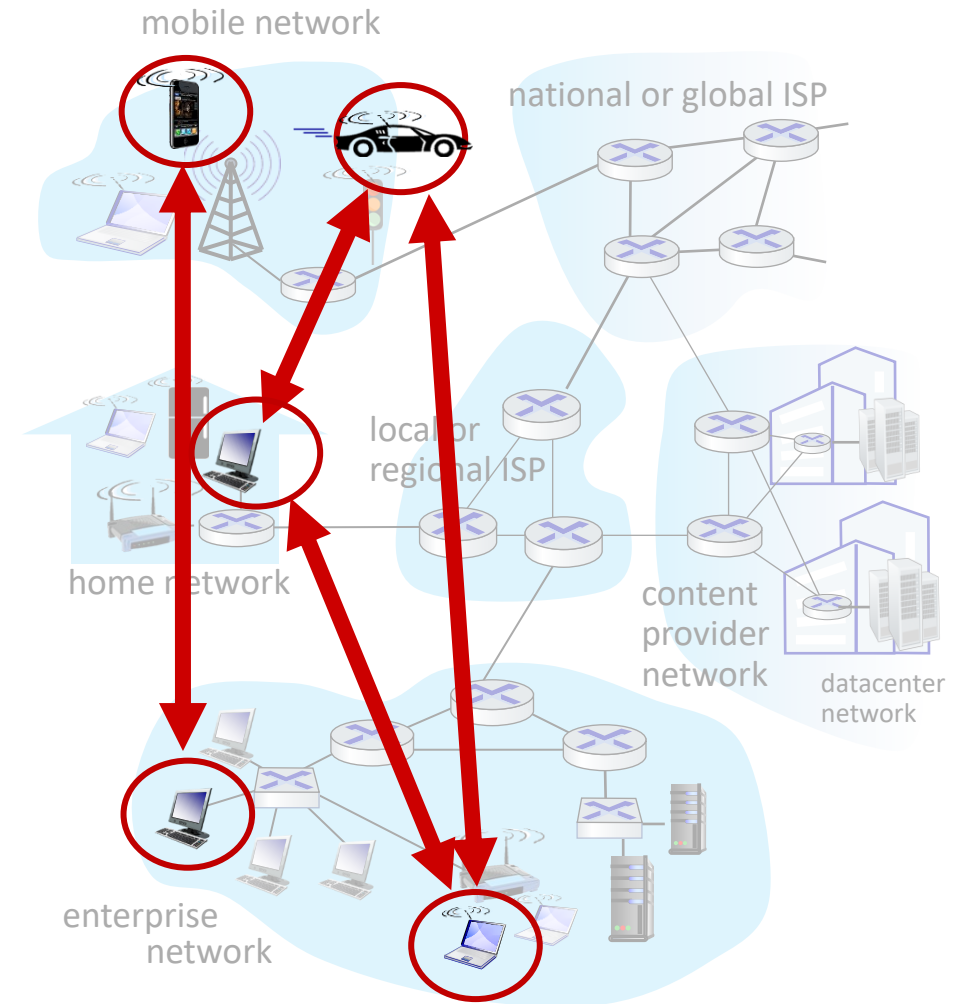 mobile network
national or global ISP
local or
regional ISP
home network
content
provider
network
datacenter
network
enterprise
network